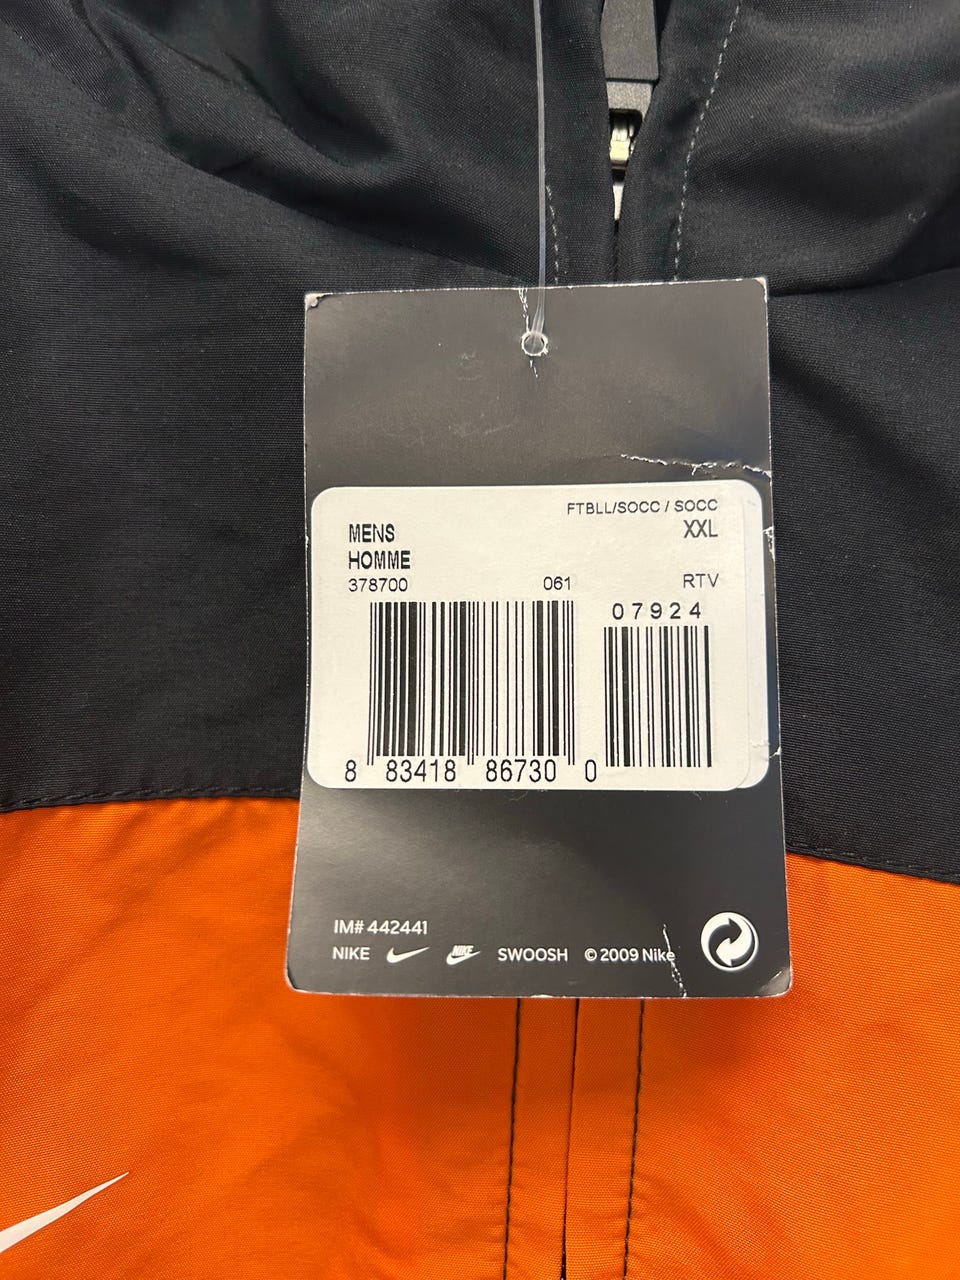 FTBLL/SOCC / SOCC
MENS XXL
HOMME
378700 061 RTV
07924
8 83418 86730 0
IM# 442441
NIKE NIKE SWOOSH © 2009 Nike